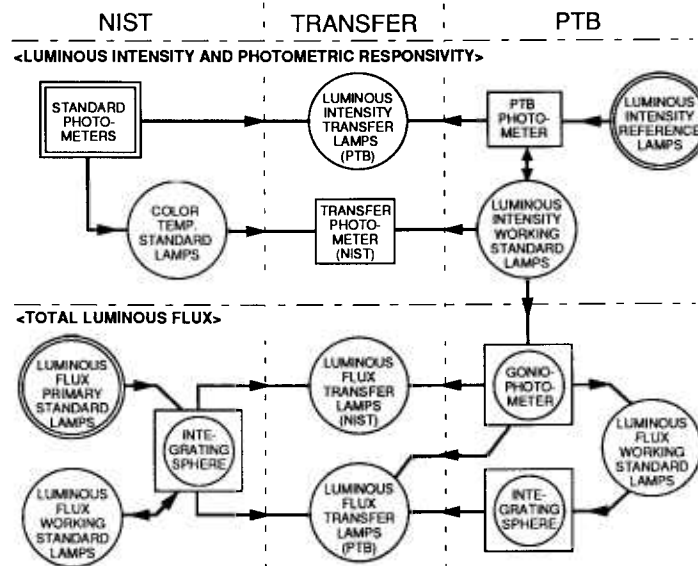 NIST
TRANSFER
PTB
<LUMINOUS INTENSITY AND PHOTOMETRIC RESPONSIVITY>
STANDARD
PHOTO-
METERS
LUMINOUS
INTENSITY
TRANSFER
LAMPS
(PTB)
PTB
PHOTO-
METER
LUMINOUS
INTENSITY
REFERENCE
LAMPS
COLOR
TEMP.
STANDARD
LAMPS
TRANSFER
PHOTO-
METER
(NIST)
LUMINOUS
INTENSITY
WORKING
STANDARD
LAMPS
<TOTAL LUMINOUS FLUX>
LUMINOUS
FLUX
PRIMARY
STANDARD
LAMPS
LUMINOUS
FLUX
TRANSFER
LAMPS
(NIST)
GONIO-
PHOTO-
METER
INTE-
GRATING
SPHERE
LUMINOUS
FLUX
WORKING
STANDARD
LAMPS
LUMINOUS
FLUX
WORKING
STANDARD
LAMPS
LUMINOUS
FLUX
TRANSFER
LAMPS
(PTB)
INTE-
GRATING
SPHERE